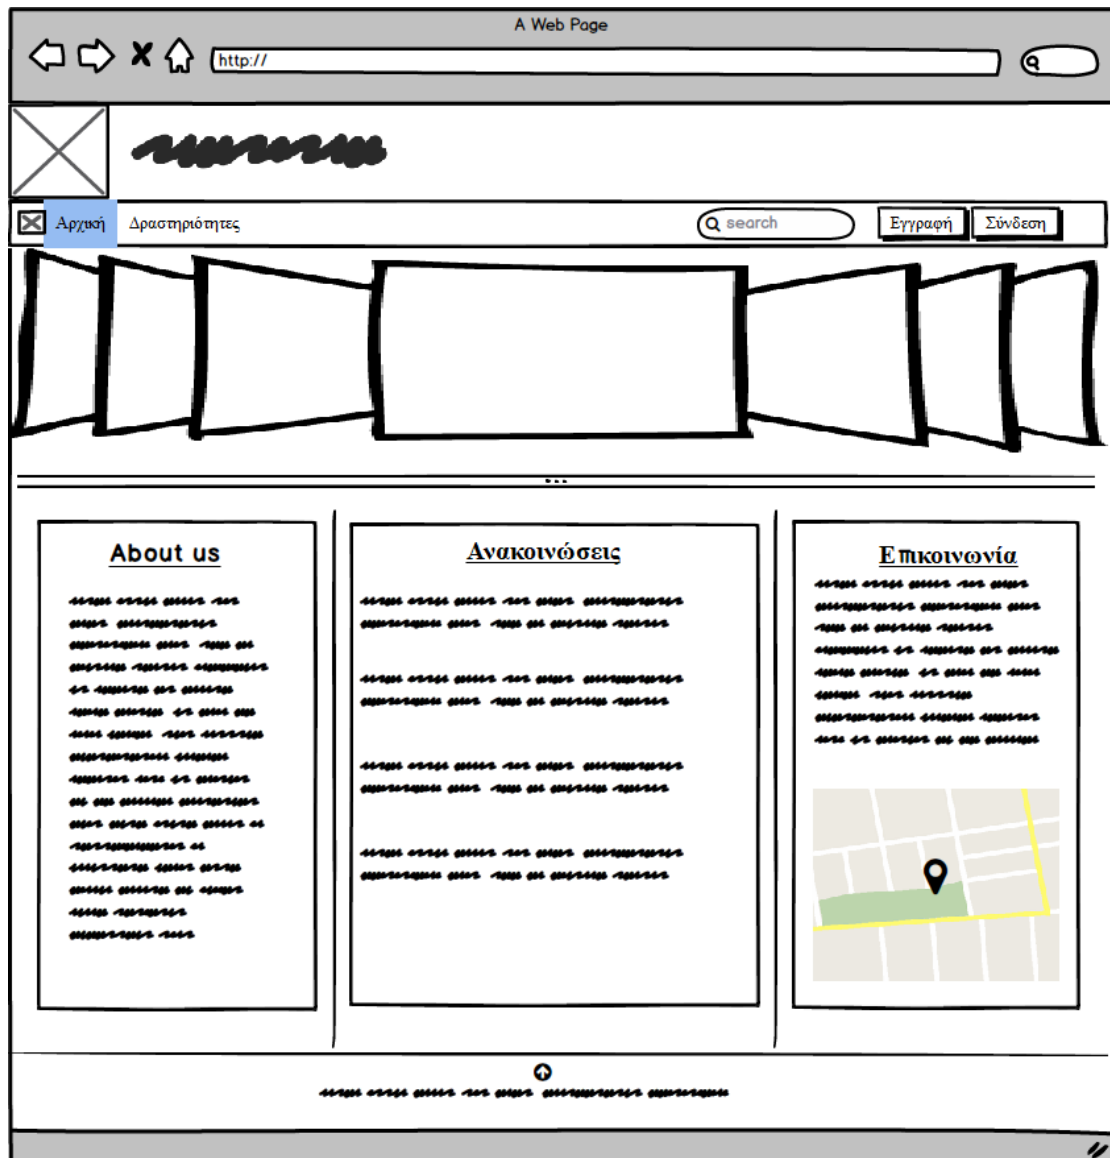 A Web Page
http://
Αρχική Δραστηριότητες search Εγγραφή Σύνδεση
About us
Ανακοινώσεις
Επικοινωνία